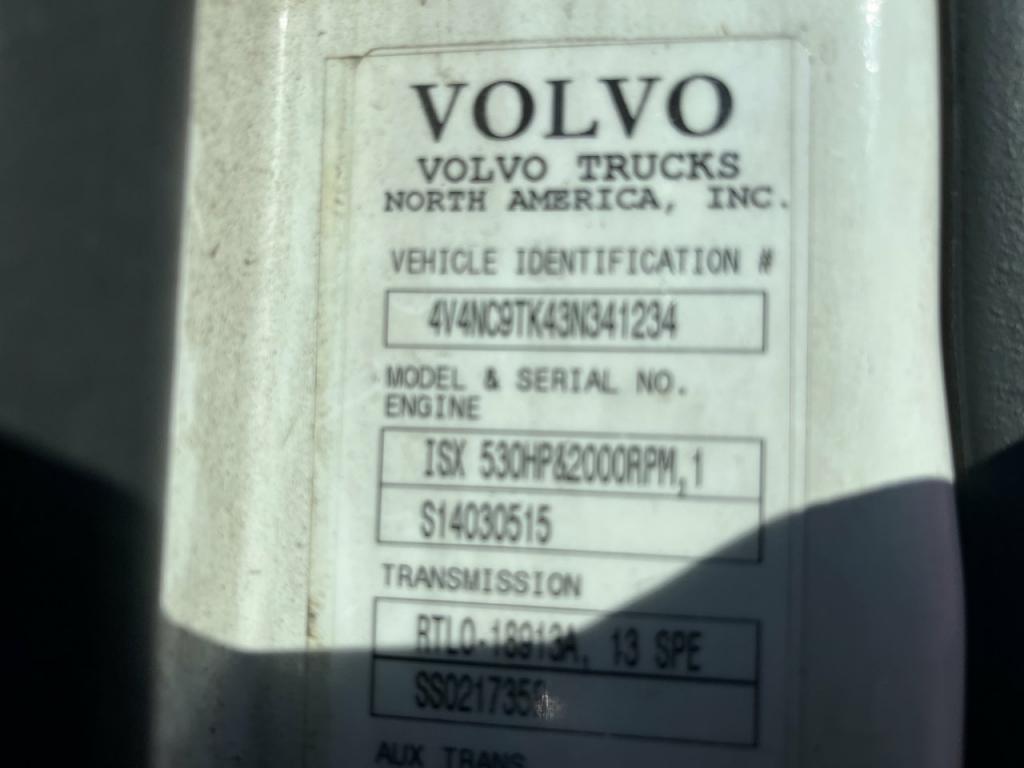 VOLVO
VOLVO TRUCKS
NORTH AMERICA, INC.
VEHICLE IDENTIFICATION #
4V4NC9TK43N341234
MODEL & SERIAL NO.
ENGINE
ISX 530HP&2000RPM,1
S14030515
TRANSMISSION
RTLO-18913A, 13 SPE
AUX TRANS